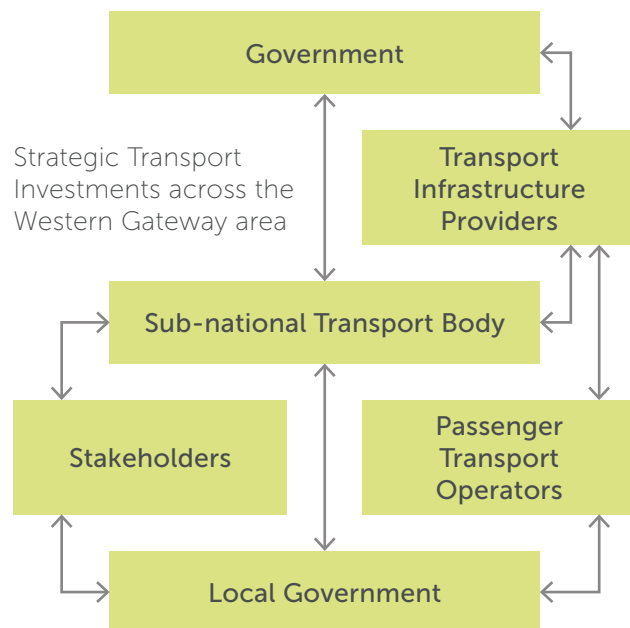 Government
Strategic Transport
Investments across the
Western Gateway area
Transport
Infrastructure
Providers
Sub-national Transport Body
Stakeholders
Passenger
Transport
Operators
Local Government